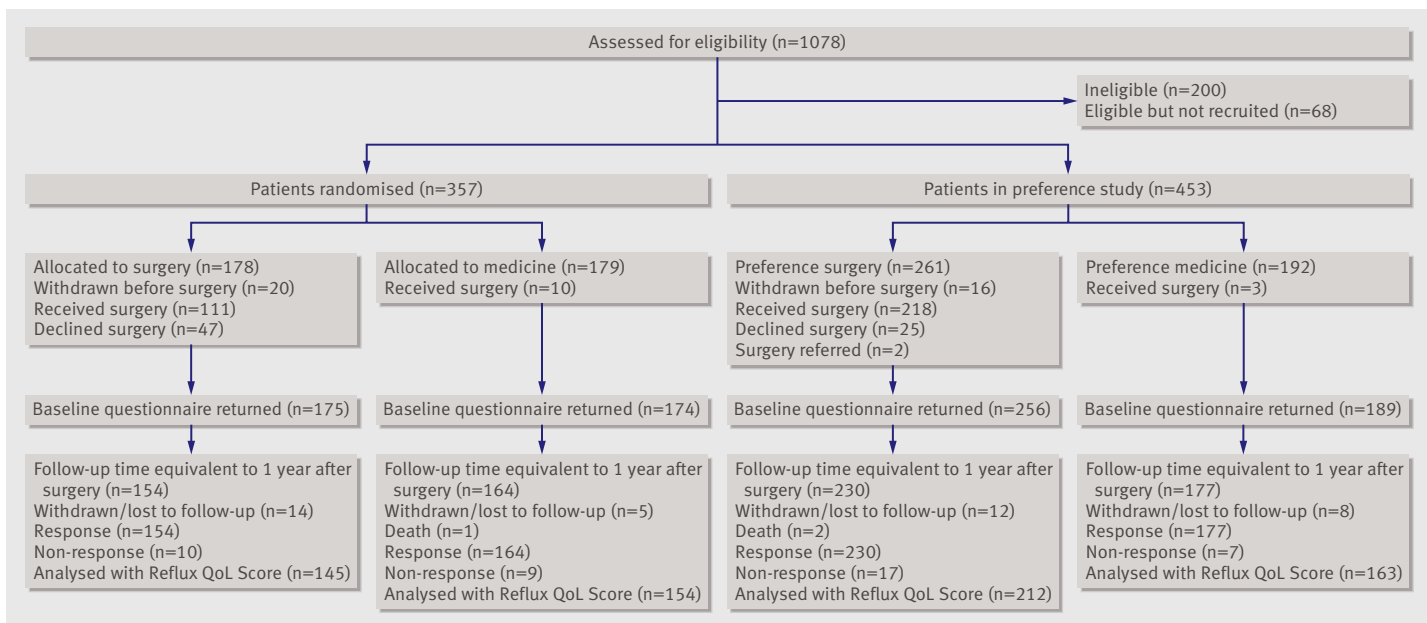 Assessed for eligibility (n=1078)
Ineligible (n=200)
Eligible but not recruited (n=68)
Patients randomised (n=357)
Patients in preference study (n=453)
Allocated to surgery (n=178)
Withdrawn before surgery (n=20)
Received surgery (n=111)
Declined surgery (n=47)
Allocated to medicine (n=179)
Received surgery (n=10)
Preference surgery (n=261)
Withdrawn before surgery (n=16)
Received surgery (n=218)
Declined surgery (n=25)
Surgery referred (n=2)
Preference medicine (n=192)
Received surgery (n=3)
Baseline questionnaire returned (n=175)
Baseline questionnaire returned (n=174)
Baseline questionnaire returned (n=256)
Baseline questionnaire returned (n=189)
Follow-up time equivalent to 1 year after
surgery (n=154)
Withdrawn/lost to follow-up (n=14)
Response (n=154)
Non-response (n=10)
Analysed with Reflux QoL Score (n=145)
Follow-up time equivalent to 1 year after
surgery (n=164)
Withdrawn/lost to follow-up (n=5)
Death (n=1)
Response (n=164)
Non-response (n=9)
Analysed with Reflux QoL Score (n=154)
Follow-up time equivalent to 1 year after
surgery (n=230)
Withdrawn/lost to follow-up (n=12)
Death (n=2)
Response (n=230)
Non-response (n=17)
Analysed with Reflux QoL Score (n=212)
Follow-up time equivalent to 1 year after
surgery (n=177)
Withdrawn/lost to follow-up (n=8)
Response (n=177)
Non-response (n=7)
Analysed with Reflux QoL Score (n=163)